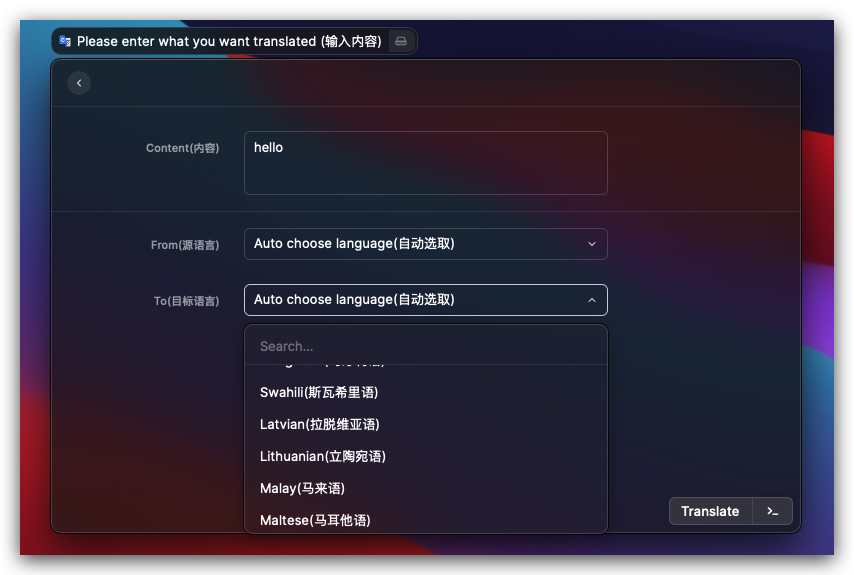 Please enter what you want translated (输入内容)
Content(内容)
hello
From(源语言)
Auto choose language(自动选取)
To(目标语言)
Auto choose language(自动选取)
Search...
Swahili(斯瓦希里语)
Latvian(拉脱维亚语)
Lithuanian(立陶宛语)
Malay(马来语)
Maltese(马耳他语)
Translate